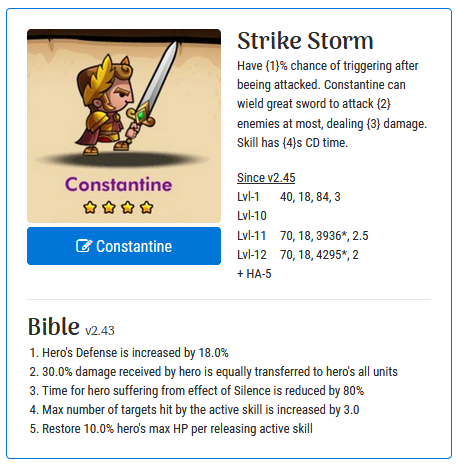 Strike Storm
Have {1}% chance of triggering after
beeing attacked. Constantine can
wield great sword to attack {2}
enemies at most, dealing {3} damage.
Skill has {4}s CD time.
Since v2.45
Lvl-1 40, 18, 84, 3
Lvl-10
Lvl-11 70, 18, 3936*, 2.5
Lvl-12 70, 18, 4295*, 2
+ HA-5
Constantine
Constantine
Bible v2.43
1. Hero's Defense is increased by 18.0%
2. 30.0% damage received by hero is equally transferred to hero's all units
3. Time for hero suffering from effect of Silence is reduced by 80%
4. Max number of targets hit by the active skill is increased by 3.0
5. Restore 10.0% hero's max HP per releasing active skill